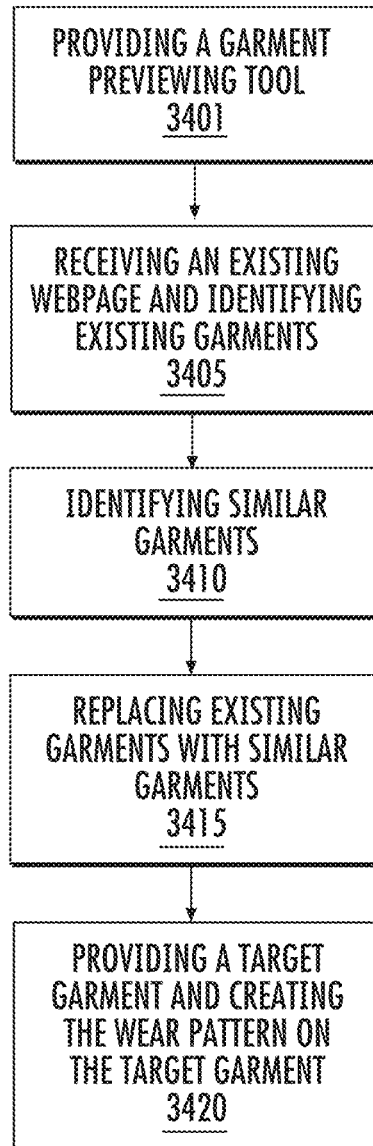 PROVIDING A GARMENT
PREVIEWING TOOL
3401
RECEIVING AN EXISTING
WEBPAGE AND IDENTIFYING
EXISTING GARMENTS
3405
IDENTIFYING SIMILAR
GARMENTS
3410
REPLACING EXISTING
GARMENTS WITH SIMILAR
GARMENTS
3415
PROVIDING A TARGET
GARMENT AND CREATING
THE WEAR PATTERN ON
THE TARGET GARMENT
3420